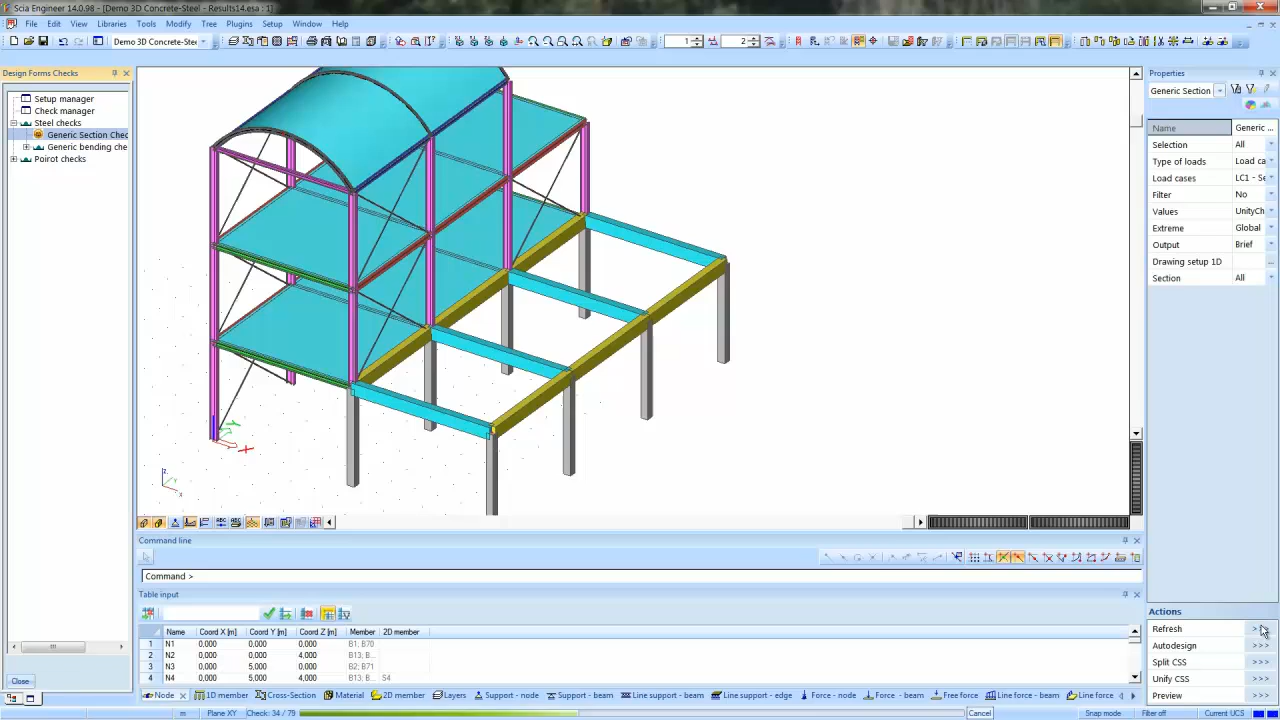 Scia Engineer 14.0.98 - [Demo 3D Concrete-Steel - Results14.esa : 1]
File Edit View Libraries Tools Modify Tree Plugins Setup Window Help
Demo 3D Concrete-Stee 1 2
Design Forms Checks
Setup manager
Check manager
Steel checks
Generic Section Chec
Generic bending che
Poirot checks
Close
Properties
Generic Section
Name Generic ...
Selection All
Type of loads Load ca
Load cases LC1 - Se
Filter No
Values UnityCh
Extreme Global
Output Brief
Drawing setup 1D ...
Section All
Actions
Refresh >>>
Autodesign >>>
Split CSS >>>
Unify CSS >>>
Preview >>>
X
Y
Command line
Command >
Table input
Name Coord X [m] Coord Y [m] Coord Z [m] Member 2D member
1 N1 0,000 0,000 0,000 B1; B70
2 N2 0,000 0,000 4,000 B13; B...
3 N3 0,000 5,000 0,000 B2; B71
4 N4 0,000 5,000 4,000 B13; B... S4
Node 1D member Cross-Section Material 2D member Layers Support - node Support - beam Line support - beam Line support - edge Force - node Force - beam Free force Line force - beam Line force
m Plane XY Check: 34 / 79 Cancel Snap mode Filter off Current UCS